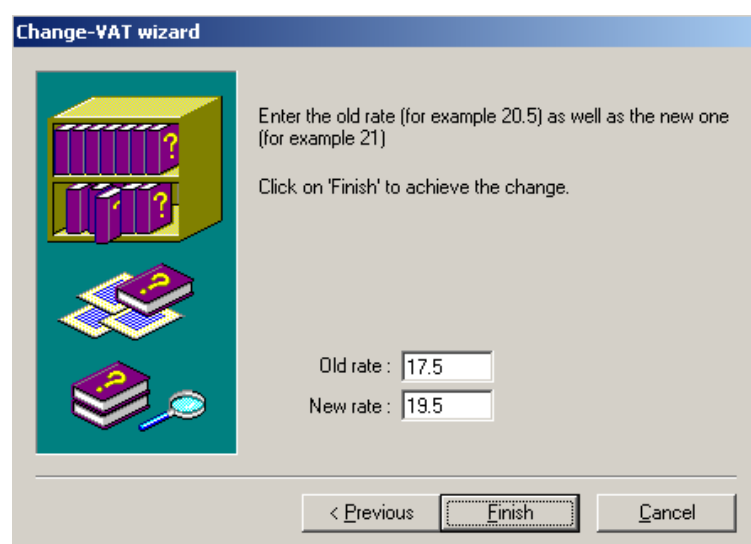 Change-VAT wizard
Enter the old rate (for example 20.5) as well as the new one
(for example 21)
Click on 'Finish' to achieve the change.
Old rate : 17.5
New rate : 19.5
< Previous Finish Cancel